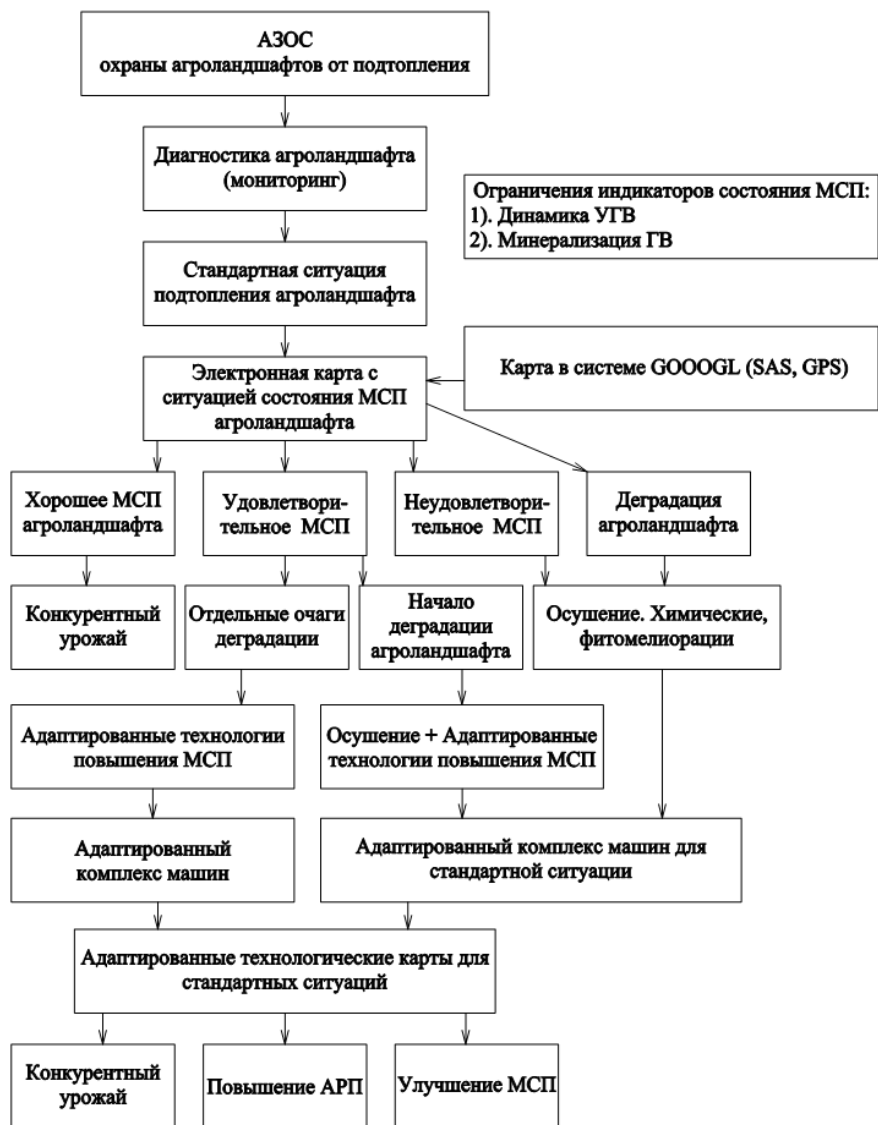 АЗОС
охраны агроландшафтов от подтопления
Диагностика агроландшафта
(мониторинг)
Ограничения индикаторов состояния МСП:
1). Динамика УГВ
2). Минерализация ГВ
Стандартная ситуация
подтопления агроландшафта
Электронная карта с
ситуацией состояния МСП
агроландшафта
Карта в системе GOOOGL (SAS, GPS)
Хорошее МСП
агроландшафта
Удовлетвори-
тельное МСП
Неудовлетвори-
тельное МСП
Деградация
агроландшафта
Конкурентный
урожай
Отдельные очаги
деградации
Начало
деградации
агроландшафта
Осушение. Химические,
фитомелиорации
Адаптированные технологии
повышения МСП
Осушение + Адаптированные
технологии повышения МСП
Адаптированный
комплекс машин
Адаптированный комплекс машин для
стандартной ситуации
Адаптированные технологические карты для
стандартных ситуаций
Конкурентный
урожай
Повышение АРП
Улучшение МСП